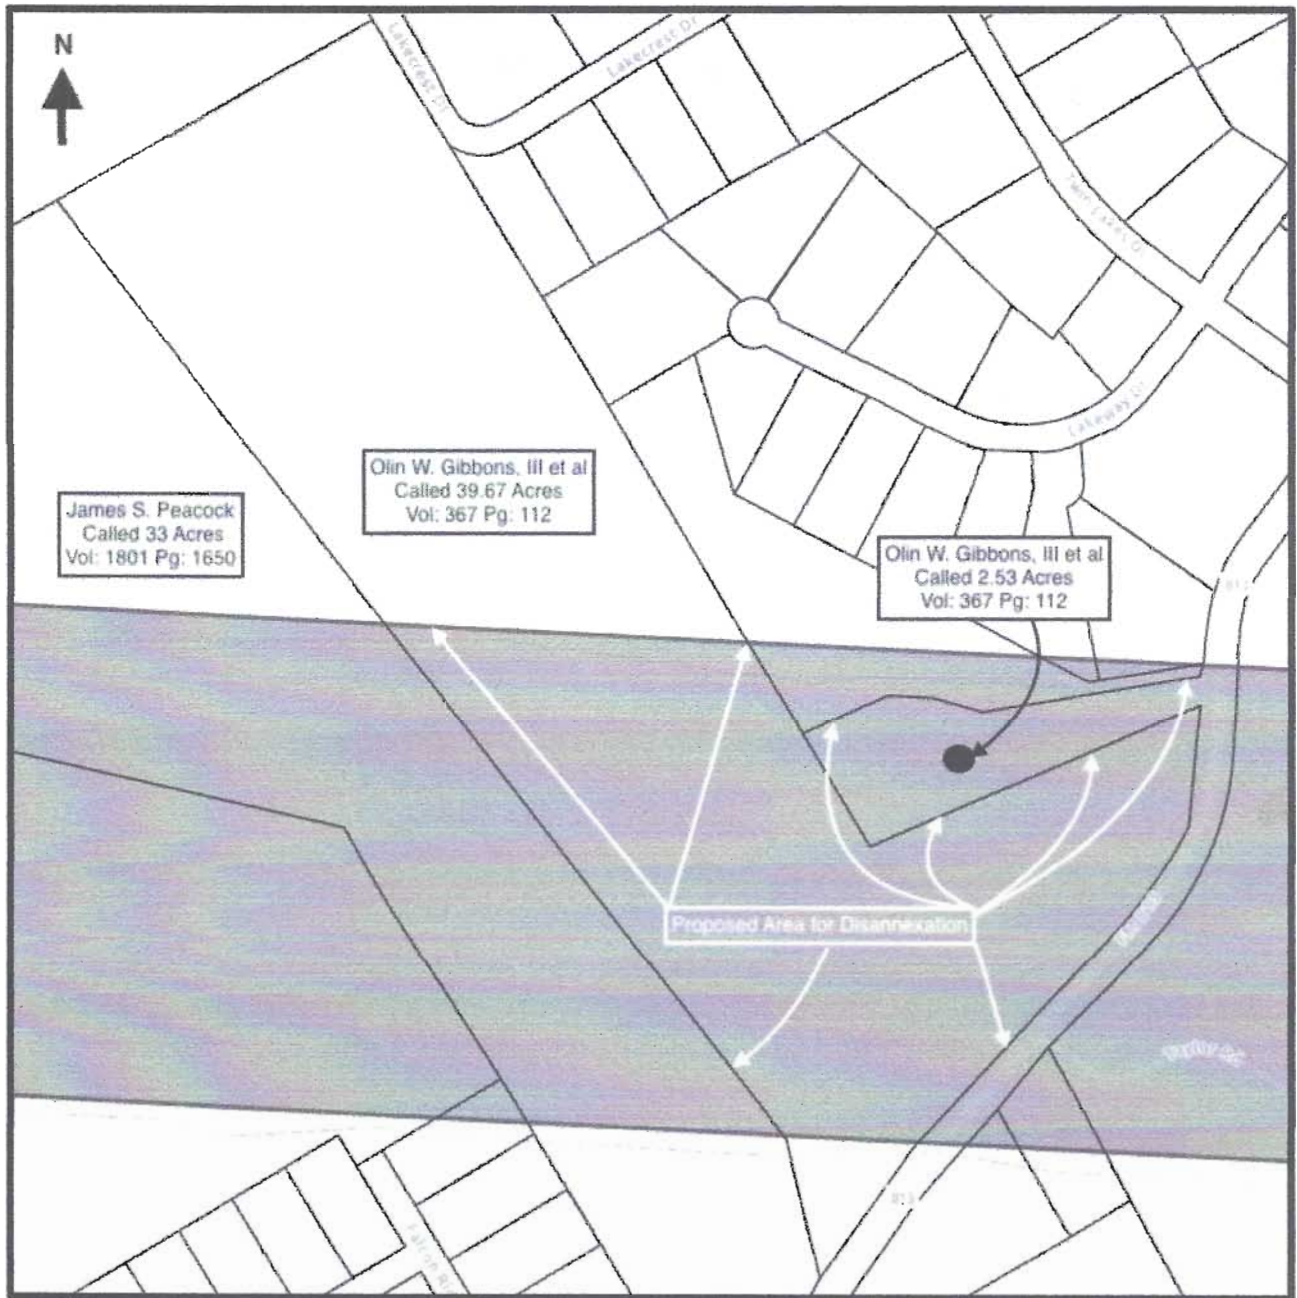 N
Lakecrest Dr
Lakecrest Dr
Twin Lakes Dr
Lakeway Dr
Olin W. Gibbons, III et al
Called 39.67 Acres
Vol: 367 Pg: 112
James S. Peacock
Called 33 Acres
Vol: 1801 Pg: 1650
Olin W. Gibbons, III et al
Called 2.53 Acres
Vol: 367 Pg: 112
813
Proposed Area for Disannexation
813